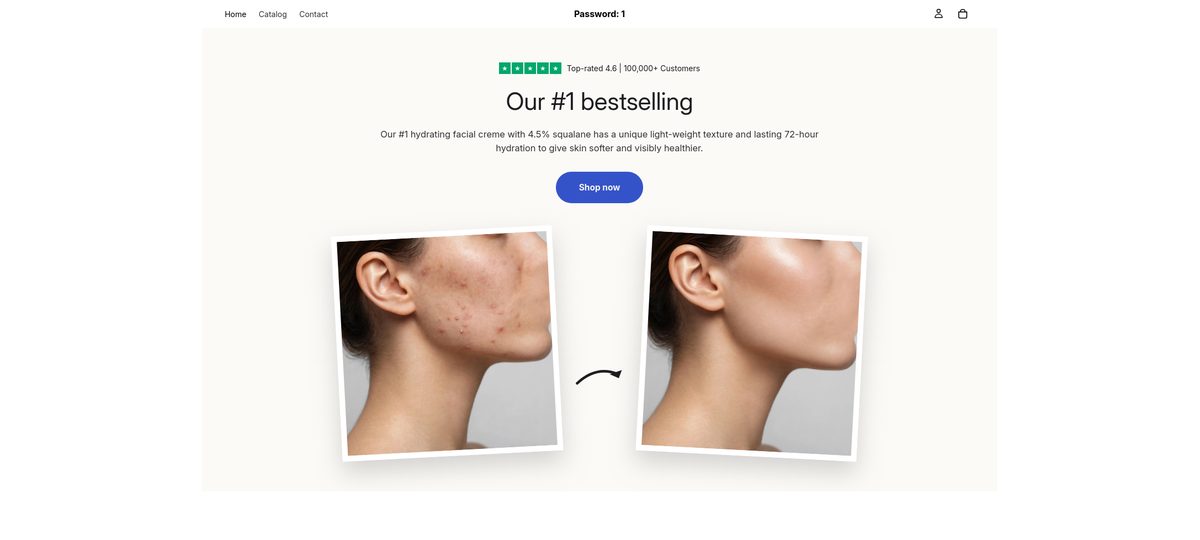 Home
Catalog
Contact
Password: 1
Top-rated 4.6 | 100,000+ Customers
Our #1 bestselling
Our #1 hydrating facial creme with 4.5% squalane has a unique light-weight texture and lasting 72-hour
hydration to give skin softer and visibly healthier.
Shop now